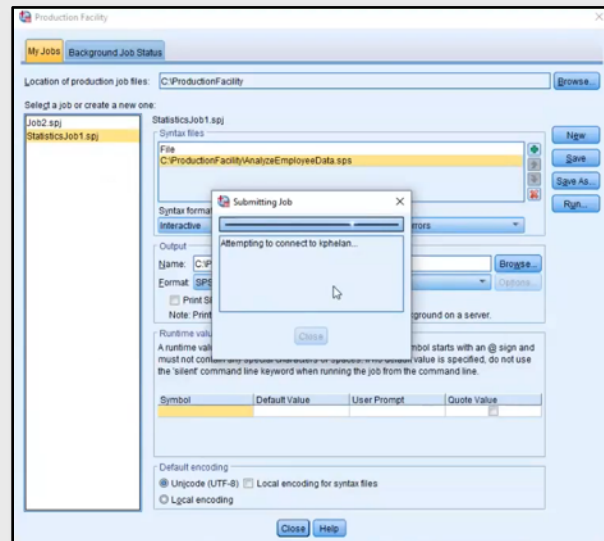 Production Facility
My Jobs Background Job Status
Location of production job files: C:\ProductionFacility Browse...
Select a job or create a new one:
Job2.spj
StatisticsJob1.spj
StatisticsJob1.spj
Syntax files
File
C:\ProductionFacility\AnalyzeEmployeeData.sps
New
Save
Save As...
Run...
Submitting Job
Attempting to connect to kphelan...
Close
Syntax format
Interactive
Output
Name: C:\P
Browse...
Format: SPS
Options...
Note: Print
ground on a server.
Runtime valu
A runtime valu
mbol starts with an @ sign and
must not contain any special characters or spaces. If no default value is specified, do not use
the 'silent' command line keyword when running the job from the command line.
Symbol Default Value User Prompt Quote Value
Default encoding
Unicode (UTF-8) Local encoding for syntax files
Local encoding
Close Help